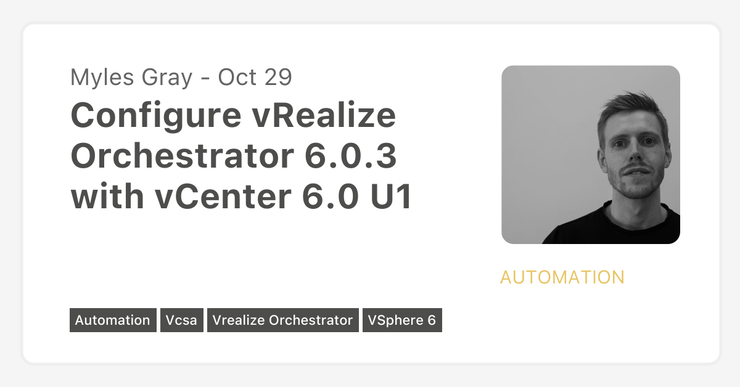 Myles Gray - Oct 29
Configure vRealize
Orchestrator 6.0.3
with vCenter 6.0 U1
AUTOMATION
Automation Vcsa Vrealize Orchestrator VSphere 6